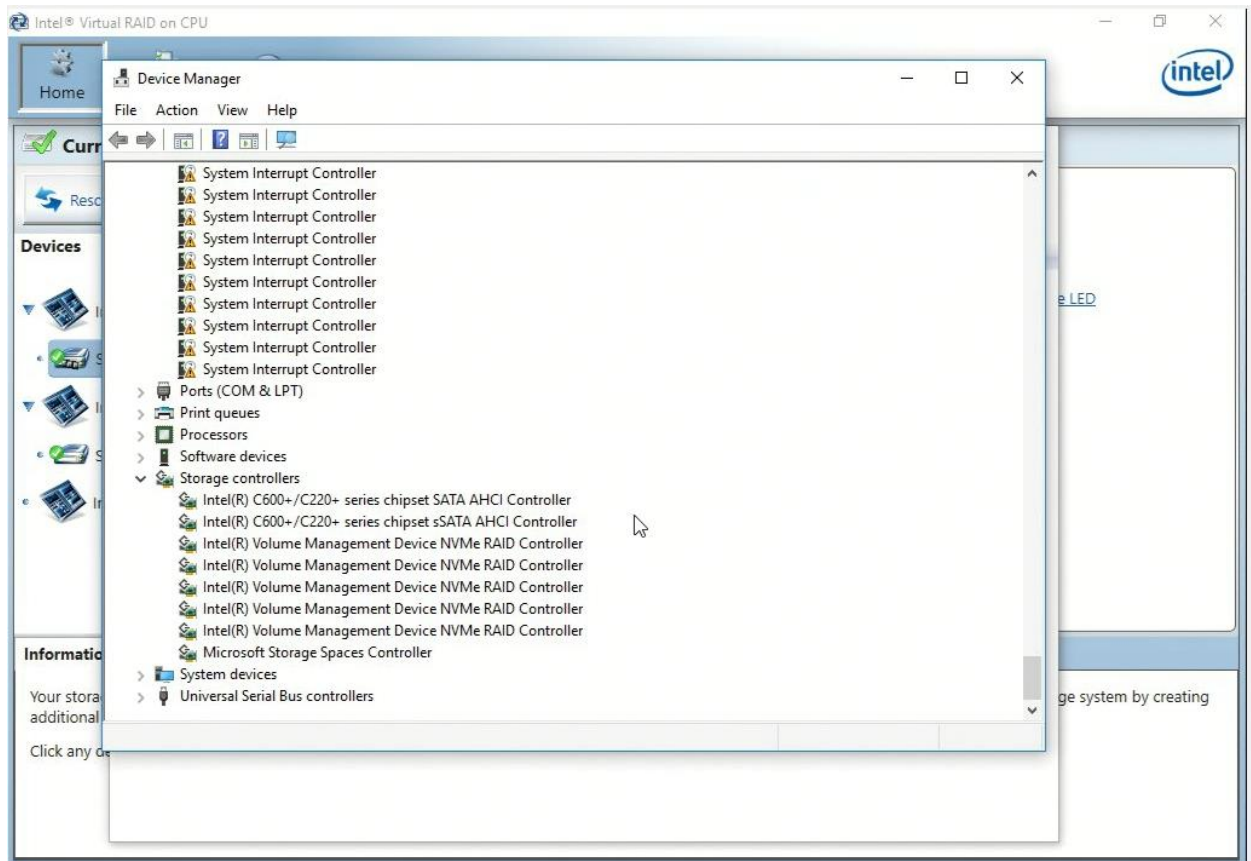 Intel® Virtual RAID on CPU
Home
intel
Device Manager
File Action View Help
Curr
Resc
Devices
System Interrupt Controller
System Interrupt Controller
System Interrupt Controller
System Interrupt Controller
System Interrupt Controller
System Interrupt Controller
System Interrupt Controller
System Interrupt Controller
System Interrupt Controller
System Interrupt Controller
Ports (COM & LPT)
Print queues
Processors
Software devices
Storage controllers
Intel(R) C600+/C220+ series chipset SATA AHCI Controller
Intel(R) C600+/C220+ series chipset sSATA AHCI Controller
Intel(R) Volume Management Device NVMe RAID Controller
Intel(R) Volume Management Device NVMe RAID Controller
Intel(R) Volume Management Device NVMe RAID Controller
Intel(R) Volume Management Device NVMe RAID Controller
Intel(R) Volume Management Device NVMe RAID Controller
Microsoft Storage Spaces Controller
System devices
Universal Serial Bus controllers
e LED
Informatio
Your stora
additional
Click any de
ge system by creating